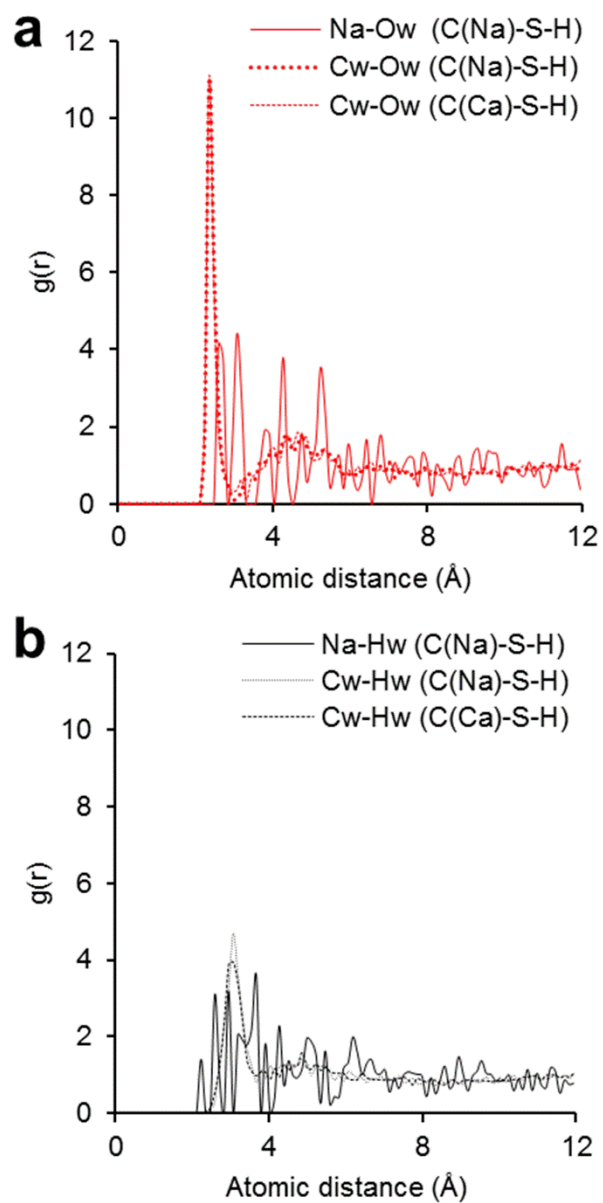 a
12
10
8
6
4
2
0
g(r)
Na-Ow (C(Na)-S-H)
Cw-Ow (C(Na)-S-H)
Cw-Ow (C(Ca)-S-H)
0 4 8 12
Atomic distance (Å)
b
12
10
8
6
4
2
0
g(r)
Na-Hw (C(Na)-S-H)
Cw-Hw (C(Na)-S-H)
Cw-Hw (C(Ca)-S-H)
0 4 8 12
Atomic distance (Å)